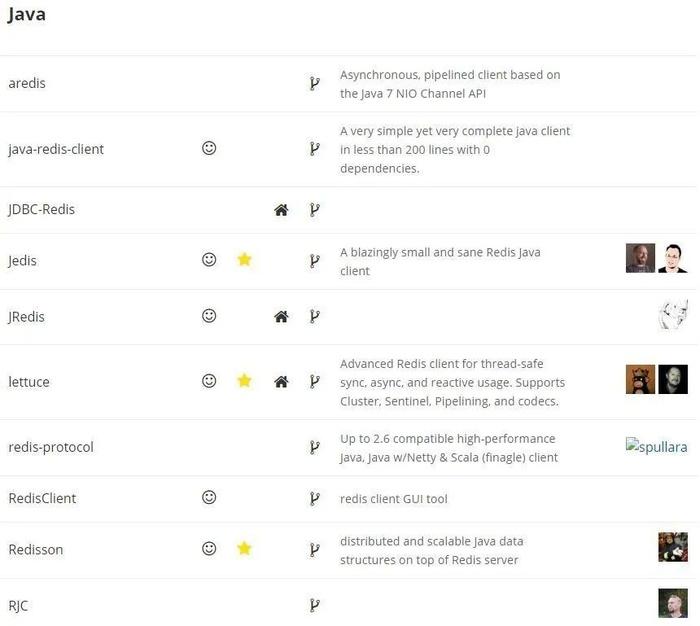 Java
aredis
Asynchronous, pipelined client based on
the Java 7 NIO Channel API
java-redis-client
A very simple yet very complete java client
in less than 200 lines with 0
dependencies.
JDBC-Redis
Jedis
A blazingly small and sane Redis Java
client
JRedis
lettuce
Advanced Redis client for thread-safe
sync, async, and reactive usage. Supports
Cluster, Sentinel, Pipelining, and codecs.
redis-protocol
Up to 2.6 compatible high-performance
Java, Java w/Netty & Scala (finagle) client
spullara
RedisClient
redis client GUI tool
Redisson
distributed and scalable Java data
structures on top of Redis server
RJC